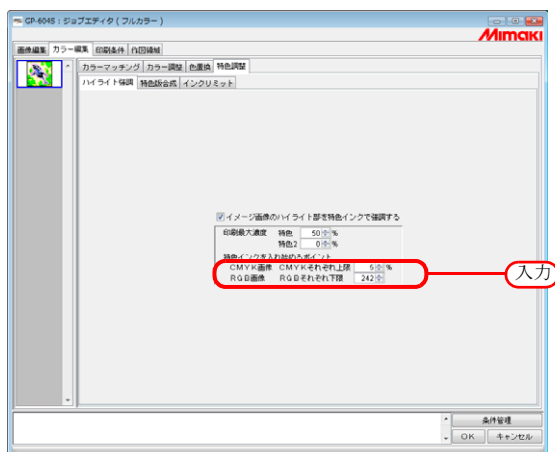 GP-6045 : ジョブエディタ ( フルカラー )
Mimaki
画像編集 カラー編集 印刷条件 作図編集
カラーマッチング カラー調整 色置換 特色調整
ハイライト強調 特色版合成 インクリミット
イメージ画像のハイライト部を特色インクで強調する
印刷最大濃度 特色 50 %
特色2 0 %
特色インクを入れ始めるポイント
CMYK画像 CMYKそれぞれ上限 5 %
RGB画像 RGBそれぞれ下限 242
入力
条件管理
OK キャンセル